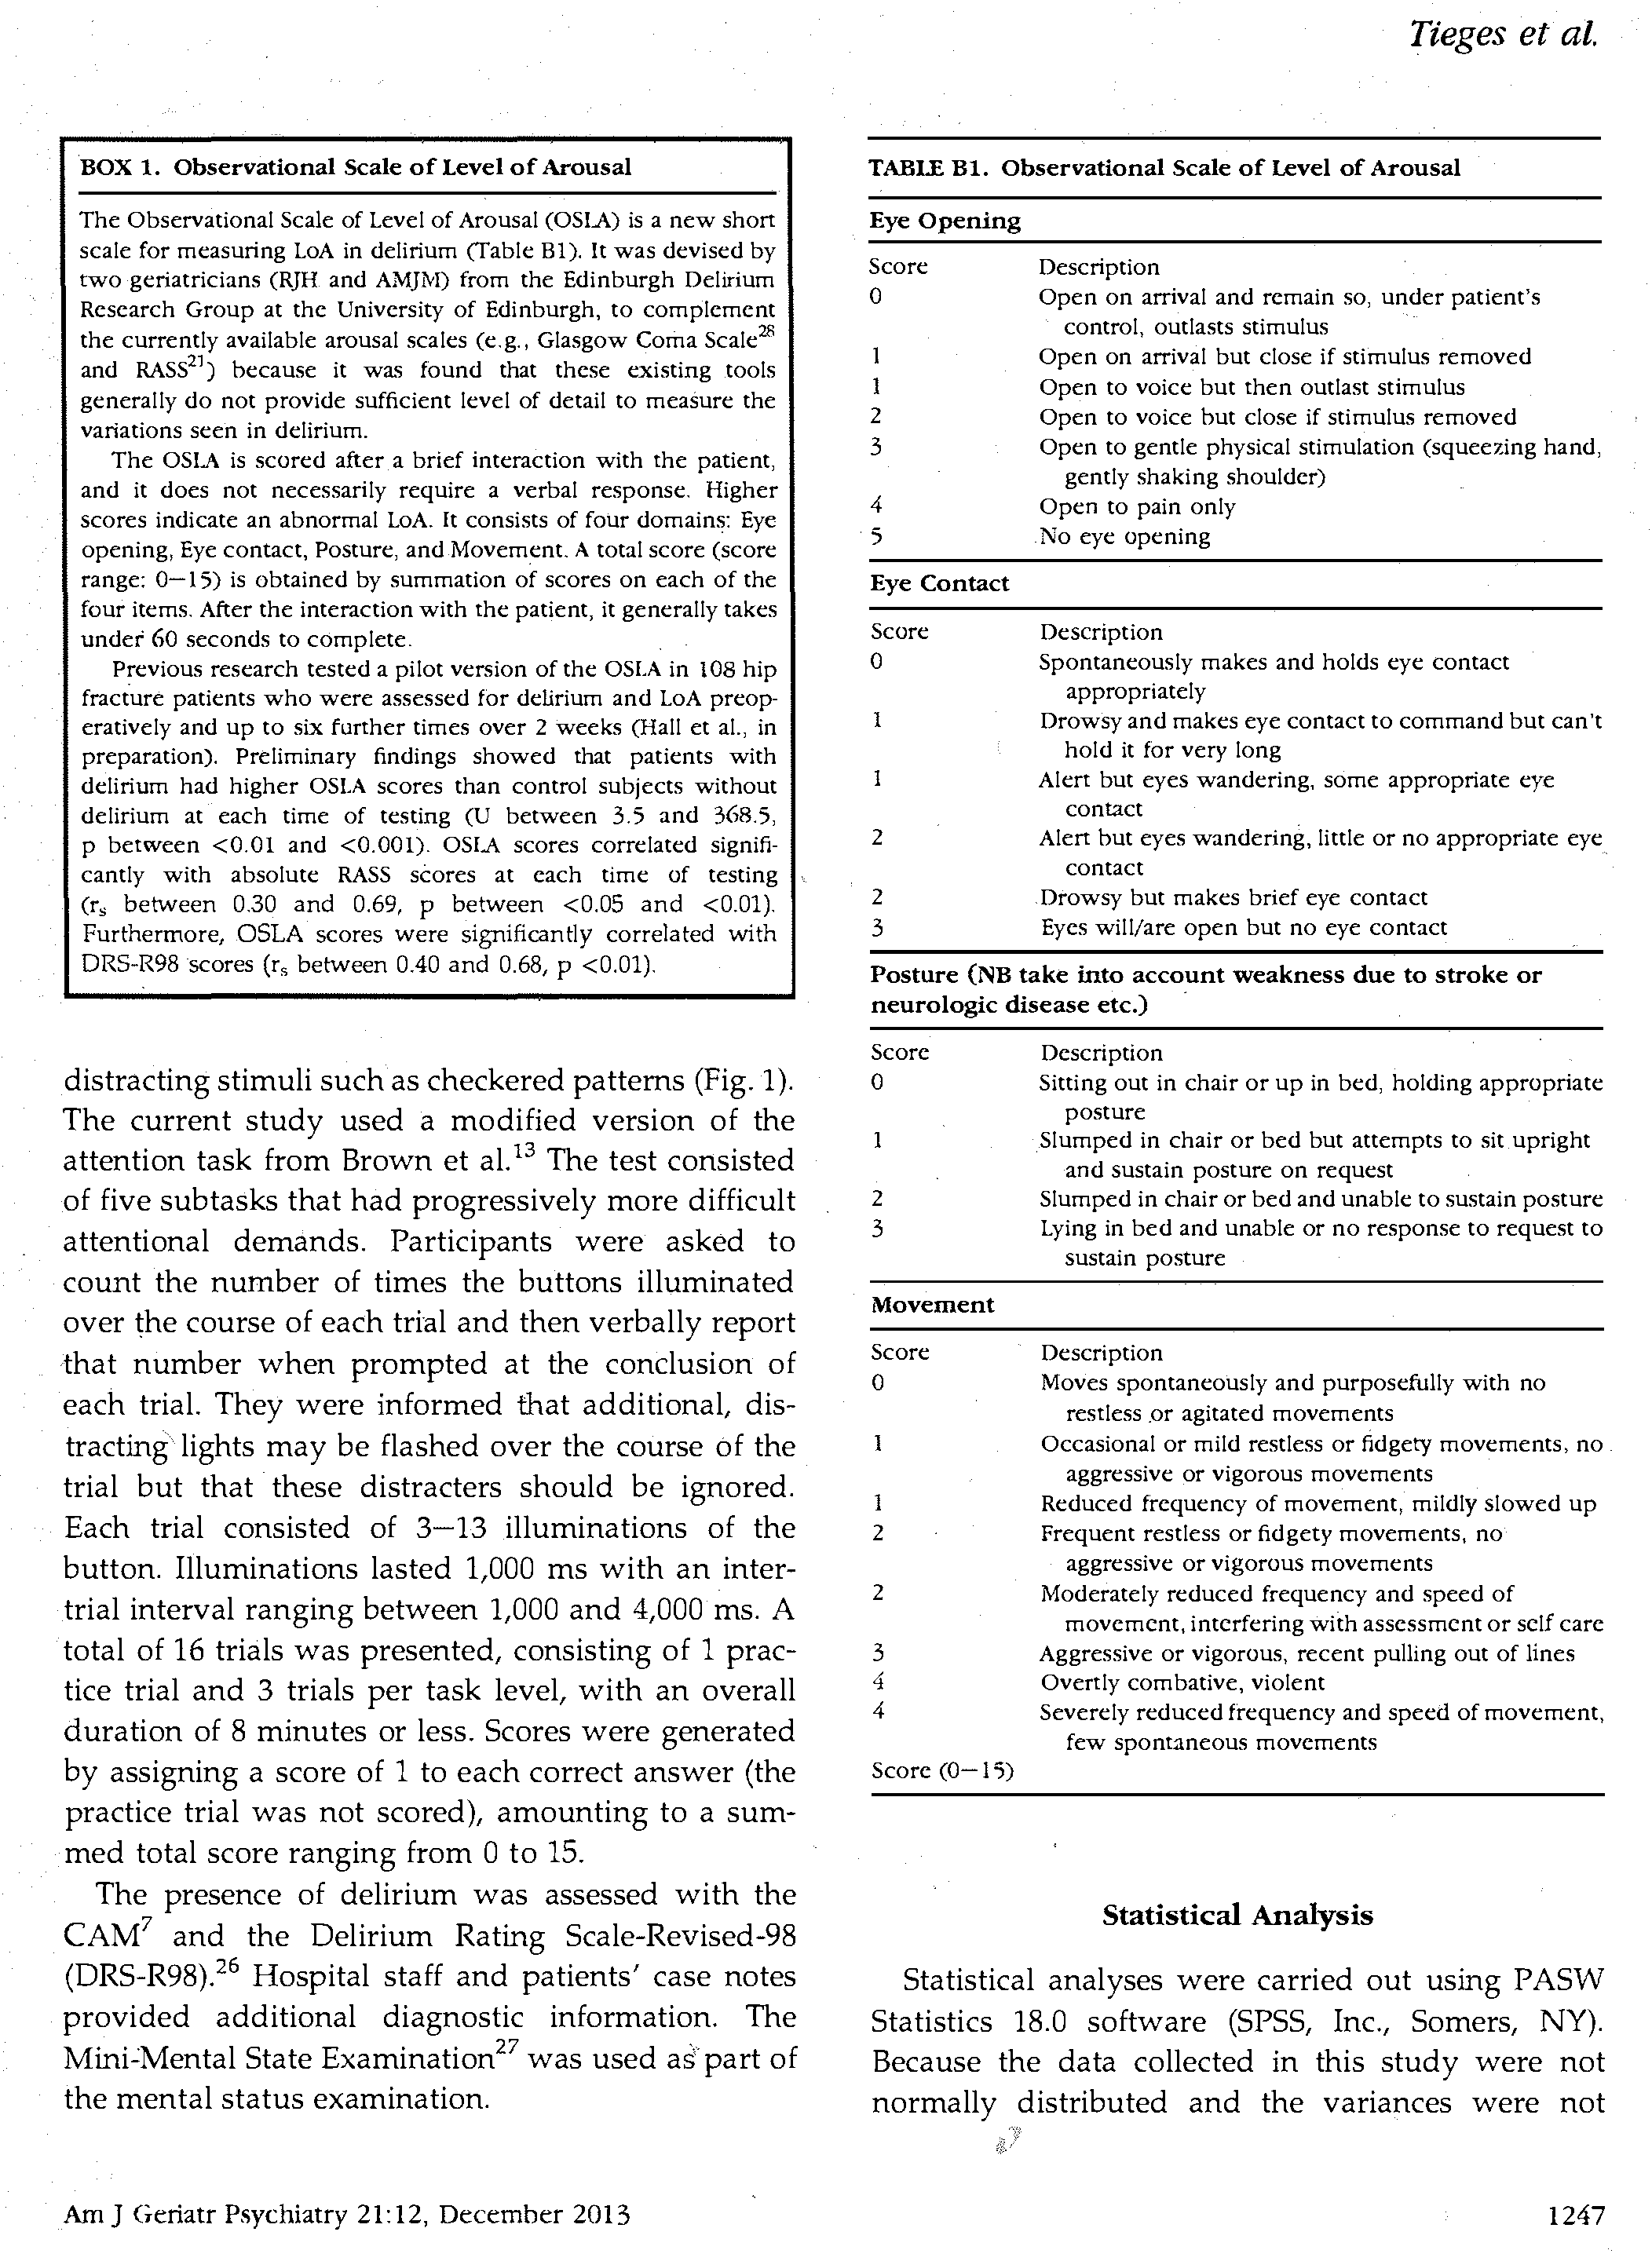 Tieges et al.
BOX 1. Observational Scale of Level of Arousal
The Observational Scale of Level of Arousal (OSLA) is a new short
scale for measuring LoA in delirium (Table B1). It was devised by
two geriatricians (RJH and AMJM) from the Edinburgh Delirium
Research Group at the University of Edinburgh, to complement
the currently available arousal scales (e.g., Glasgow Coma Scale28
and RASS21) because it was found that these existing tools
generally do not provide sufficient level of detail to measure the
variations seen in delirium.
The OSLA is scored after a brief interaction with the patient,
and it does not necessarily require a verbal response. Higher
scores indicate an abnormal LoA. It consists of four domains: Eye
opening, Eye contact, Posture, and Movement. A total score (score
range: 0–15) is obtained by summation of scores on each of the
four items. After the interaction with the patient, it generally takes
under 60 seconds to complete.
Previous research tested a pilot version of the OSLA in 108 hip
fracture patients who were assessed for delirium and LoA preop-
eratively and up to six further times over 2 weeks (Hall et al., in
preparation). Preliminary findings showed that patients with
delirium had higher OSLA scores than control subjects without
delirium at each time of testing (U between 3.5 and 368.5,
p between <0.01 and <0.001). OSLA scores correlated signifi-
cantly with absolute RASS scores at each time of testing
(rs between 0.30 and 0.69, p between <0.05 and <0.01).
Furthermore, OSLA scores were significantly correlated with
DRS-R98 scores (rs between 0.40 and 0.68, p <0.01).
distracting stimuli such as checkered patterns (Fig. 1).
The current study used a modified version of the
attention task from Brown et al.13 The test consisted
of five subtasks that had progressively more difficult
attentional demands. Participants were asked to
count the number of times the buttons illuminated
over the course of each trial and then verbally report
that number when prompted at the conclusion of
each trial. They were informed that additional, dis-
tracting lights may be flashed over the course of the
trial but that these distracters should be ignored.
Each trial consisted of 3–13 illuminations of the
button. Illuminations lasted 1,000 ms with an inter-
trial interval ranging between 1,000 and 4,000 ms. A
total of 16 trials was presented, consisting of 1 prac-
tice trial and 3 trials per task level, with an overall
duration of 8 minutes or less. Scores were generated
by assigning a score of 1 to each correct answer (the
practice trial was not scored), amounting to a sum-
med total score ranging from 0 to 15.
The presence of delirium was assessed with the
CAM7 and the Delirium Rating Scale-Revised-98
(DRS-R98).26 Hospital staff and patients' case notes
provided additional diagnostic information. The
Mini-Mental State Examination27 was used as part of
the mental status examination.
TABLE B1. Observational Scale of Level of Arousal
Eye Opening
Score Description
0 Open on arrival and remain so, under patient's
control, outlasts stimulus
1 Open on arrival but close if stimulus removed
1 Open to voice but then outlast stimulus
2 Open to voice but close if stimulus removed
3 Open to gentle physical stimulation (squeezing hand,
gently shaking shoulder)
4 Open to pain only
5 No eye opening
Eye Contact
Score Description
0 Spontaneously makes and holds eye contact
appropriately
1 Drowsy and makes eye contact to command but can't
hold it for very long
1 Alert but eyes wandering, some appropriate eye
contact
2 Alert but eyes wandering, little or no appropriate eye
contact
2 Drowsy but makes brief eye contact
3 Eyes will/are open but no eye contact
Posture (NB take into account weakness due to stroke or
neurologic disease etc.)
Score Description
0 Sitting out in chair or up in bed, holding appropriate
posture
1 Slumped in chair or bed but attempts to sit upright
and sustain posture on request
2 Slumped in chair or bed and unable to sustain posture
3 Lying in bed and unable or no response to request to
sustain posture
Movement
Score Description
0 Moves spontaneously and purposefully with no
restless or agitated movements
1 Occasional or mild restless or fidgety movements, no
aggressive or vigorous movements
1 Reduced frequency of movement, mildly slowed up
2 Frequent restless or fidgety movements, no
aggressive or vigorous movements
2 Moderately reduced frequency and speed of
movement, interfering with assessment or self care
3 Aggressive or vigorous, recent pulling out of lines
4 Overtly combative, violent
4 Severely reduced frequency and speed of movement,
few spontaneous movements
Score (0–15)
Statistical Analysis
Statistical analyses were carried out using PASW
Statistics 18.0 software (SPSS, Inc., Somers, NY).
Because the data collected in this study were not
normally distributed and the variances were not
Am J Geriatr Psychiatry 21:12, December 2013
1247